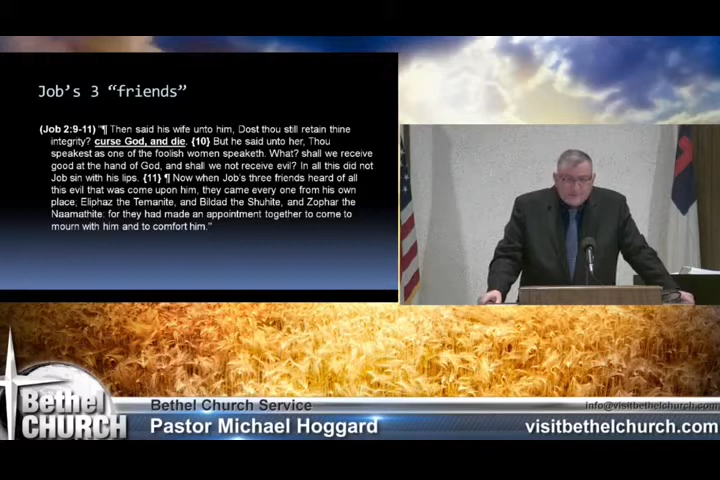 Job's 3 "friends"
(Job 2:9-11) "¶ Then said his wife unto him, Dost thou still retain thine
integrity? curse God, and die. {10} But he said unto her, Thou
speakest as one of the foolish women speaketh. What? shall we receive
good at the hand of God, and shall we not receive evil? In all this did not
Job sin with his lips. {11} ¶ Now when Job's three friends heard of all
this evil that was come upon him, they came every one from his own
place; Eliphaz the Temanite, and Bildad the Shuhite, and Zophar the
Naamathite: for they had made an appointment together to come to
mourn with him and to comfort him."
Bethel
CHURCH
Bethel Church Service
info@visitbethelchurch.com
Pastor Michael Hoggard
visitbethelchurch.com